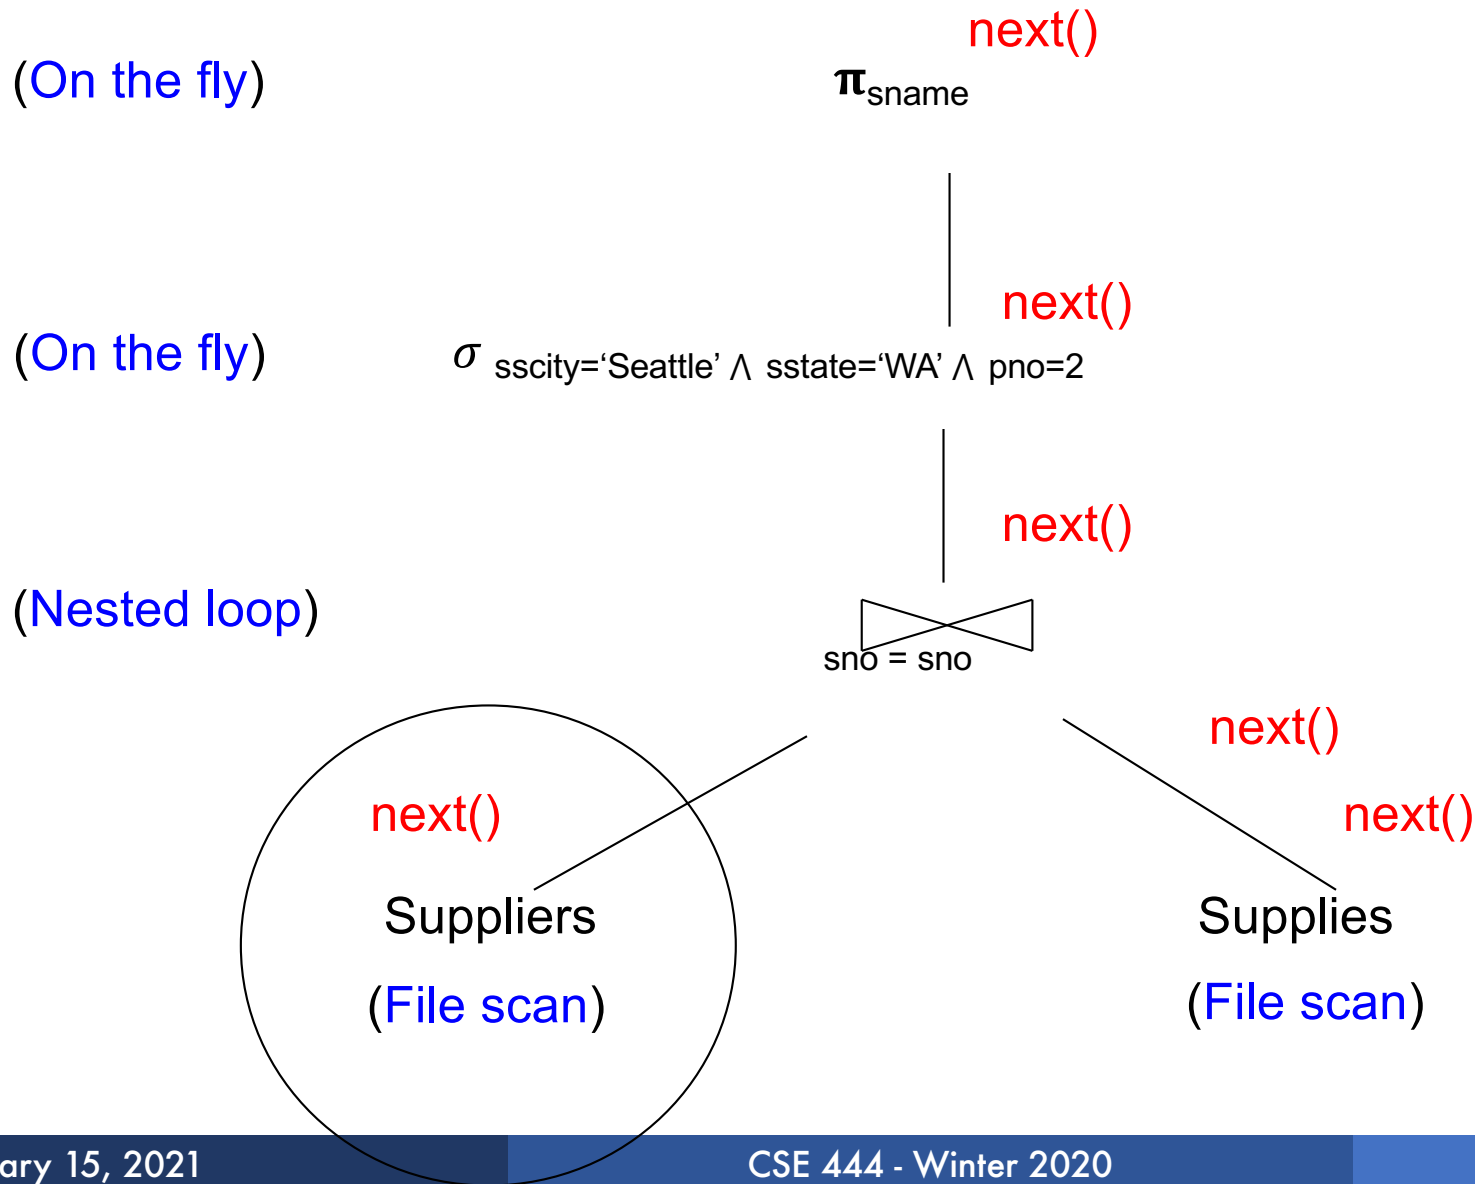 next()
(On the fly)
πsname
next()
(On the fly)
σ sscity=‘Seattle’ Λ sstate=‘WA’ Λ pno=2
next()
(Nested loop)
sno = sno
next()
next()
next()
Suppliers
Supplies
(File scan)
(File scan)
ary 15, 2021
CSE 444 - Winter 2020